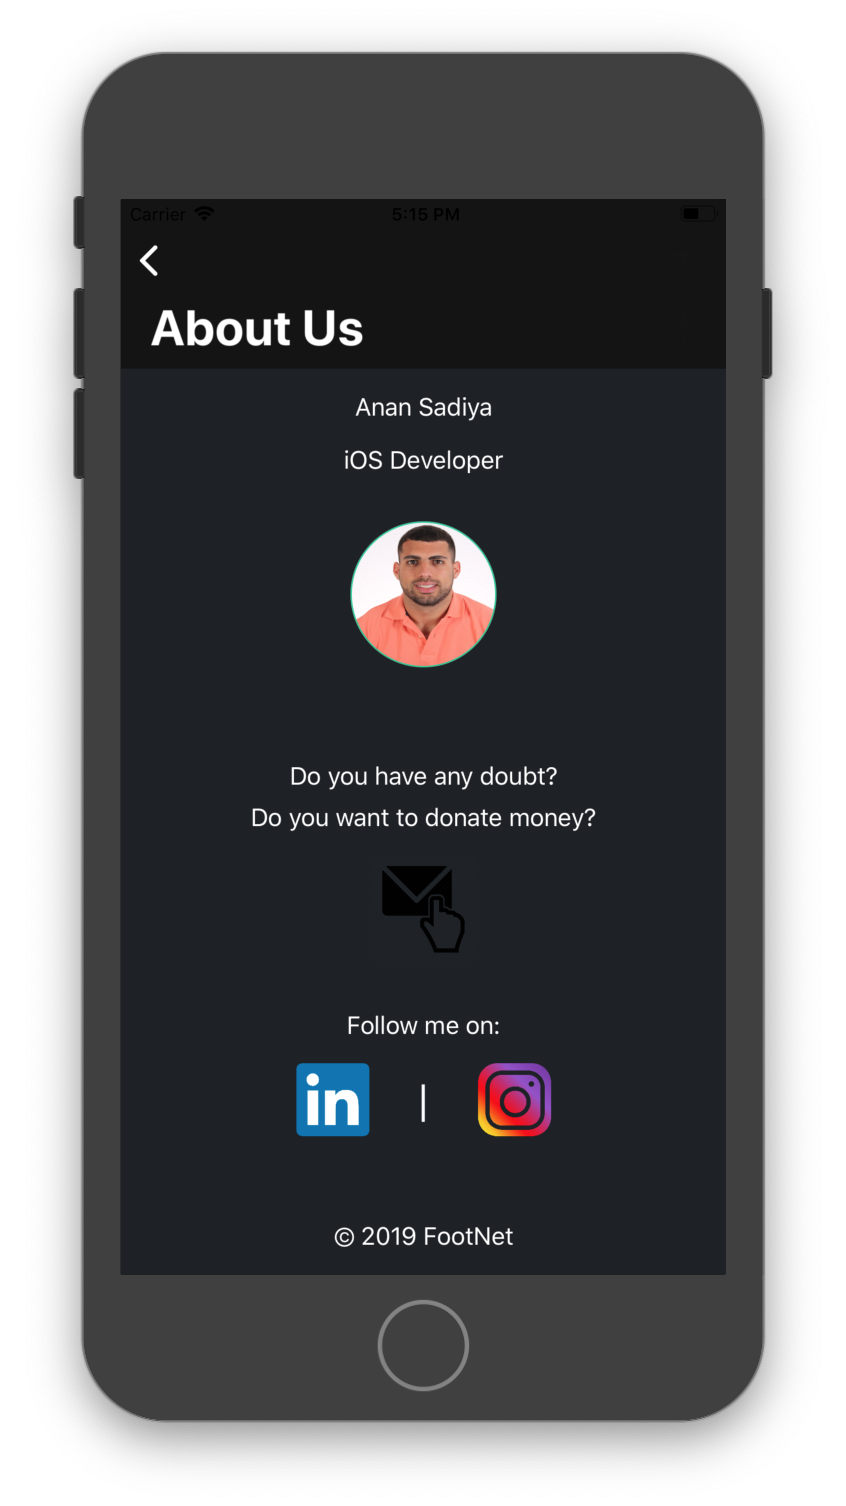 Carrier 5:15 PM
About Us
Anan Sadiya
iOS Developer
Do you have any doubt?
Do you want to donate money?
Follow me on:
in |
© 2019 FootNet